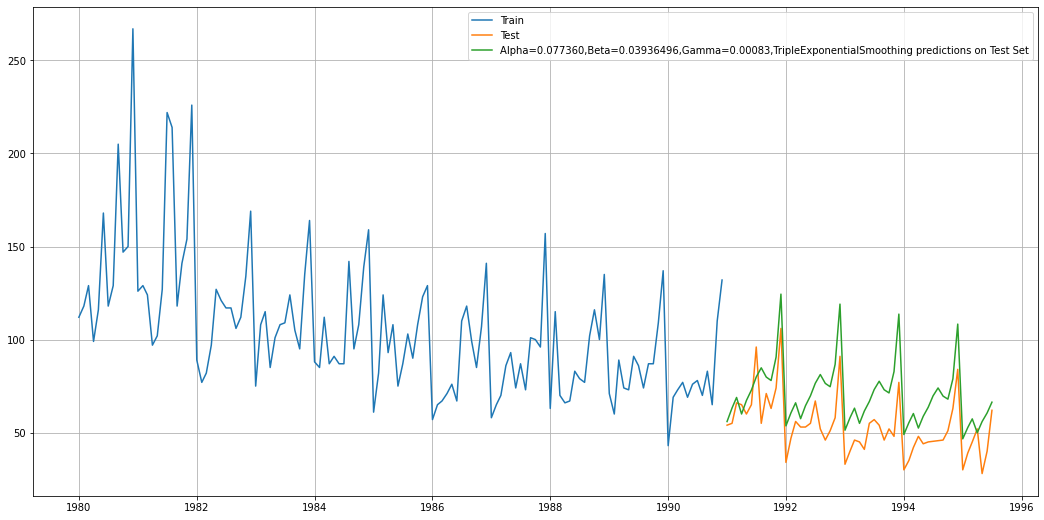 Train
Test
Alpha=0.077360,Beta=0.03936496,Gamma=0.00083,TripleExponentialSmoothing predictions on Test Set
250
200
150
100
50
1980 1982 1984 1986 1988 1990 1992 1994 1996